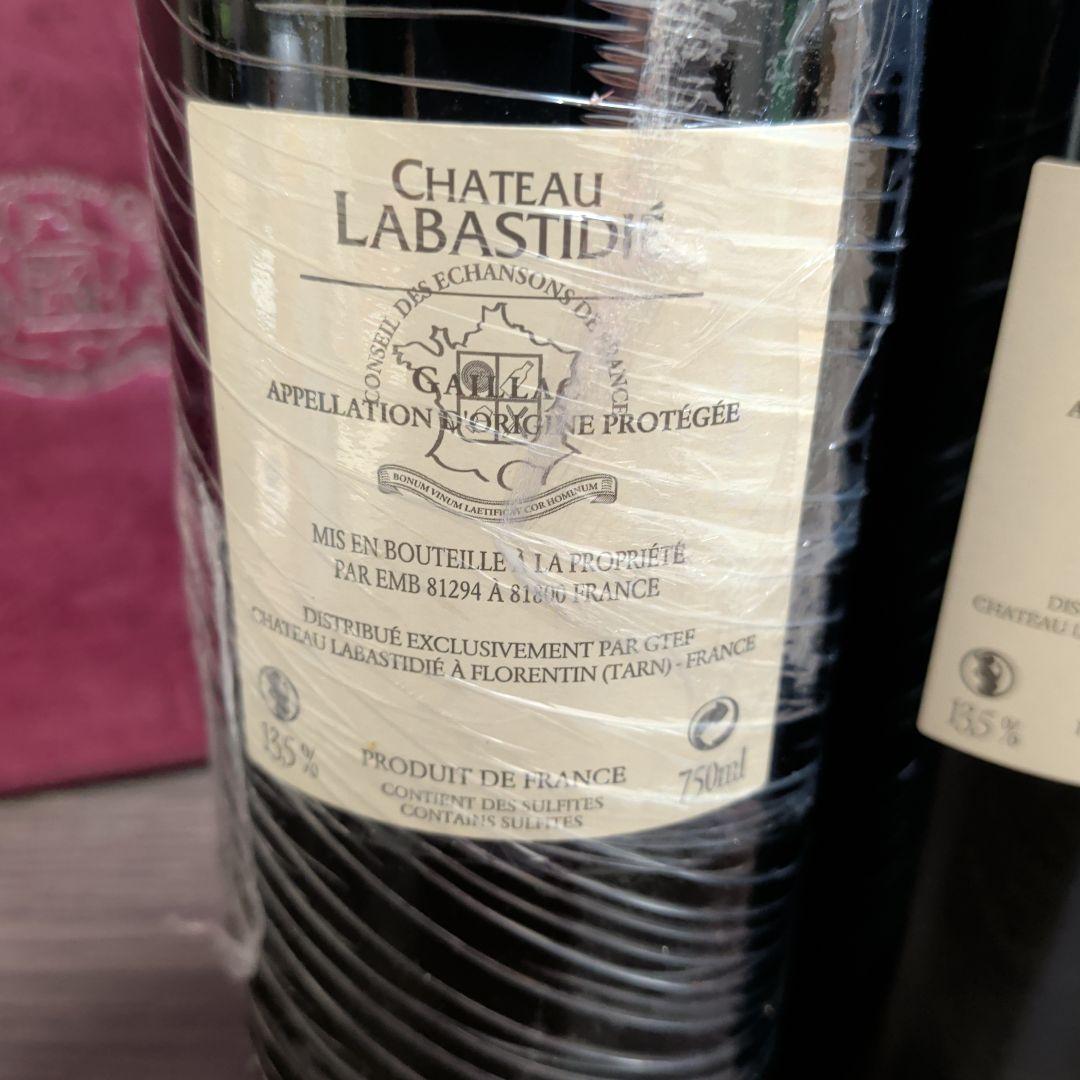 CHATEAU
LABASTIDIÉ
CONSEIL DES ECHANSONS DE FRANCE
GAILLAC
APPELLATION D'ORIGINE PROTÉGÉE
BONUM VINUM LAETIFICAT COR HOMINUM
MIS EN BOUTEILLE À LA PROPRIÉTÉ
PAR EMB 81294 À 81800 FRANCE
DISTRIBUÉ EXCLUSIVEMENT PAR GTEF
CHATEAU LABASTIDIÉ À FLORENTIN (TARN) - FRANCE
13,5 %
PRODUIT DE FRANCE
750ml
CONTIENT DES SULFITES
CONTAINS SULFITES
A
DIS
CHATEAU L
13,5 %